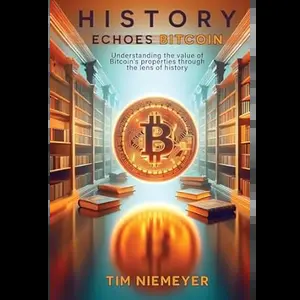 HISTORY
ECHOES BITCOIN
Understanding the value of
Bitcoin's properties through
the lens of history
TIM NIEMEYER